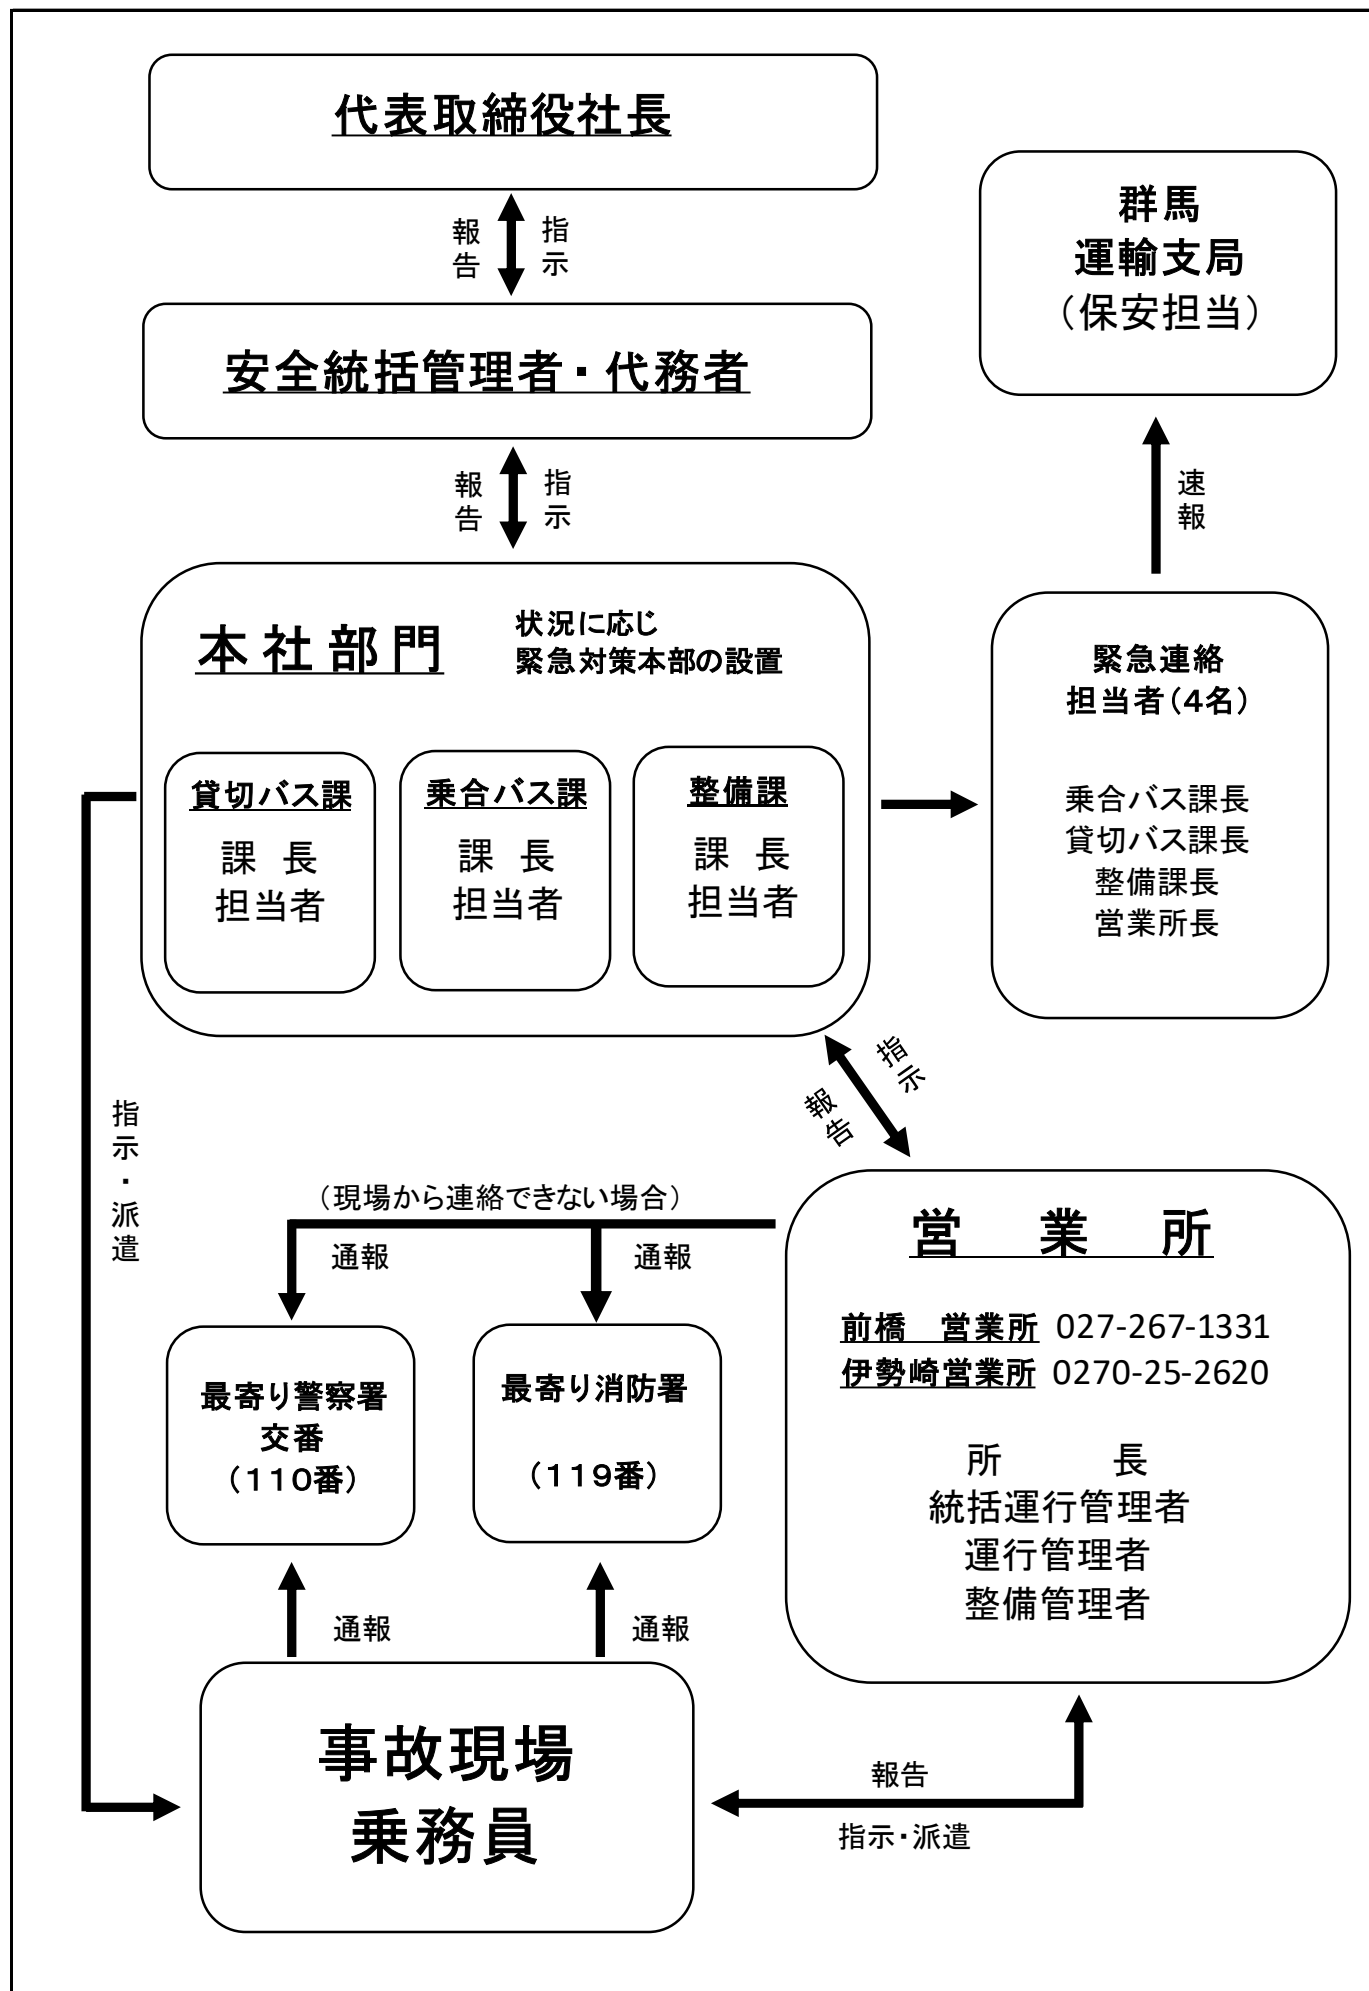 代表取締役社長
報告
指示
群馬
運輸支局
（保安担当）
安全統括管理者・代務者
報告
指示
速報
本社部門
状況に応じ
緊急対策本部の設置
貸切バス課
課　長
担当者
乗合バス課
課　長
担当者
整備課
課　長
担当者
緊急連絡
担当者（４名）
乗合バス課長
貸切バス課長
整備課長
営業所長
指示
報告
指示・派遣
（現場から連絡できない場合）
通報
通報
営　業　所
前橋　営業所 027-267-1331
伊勢崎営業所 0270-25-2620
所　　　長
統括運行管理者
運行管理者
整備管理者
最寄り警察署
交番
（１１０番）
最寄り消防署
（１１９番）
通報
通報
事故現場
乗務員
報告
指示・派遣